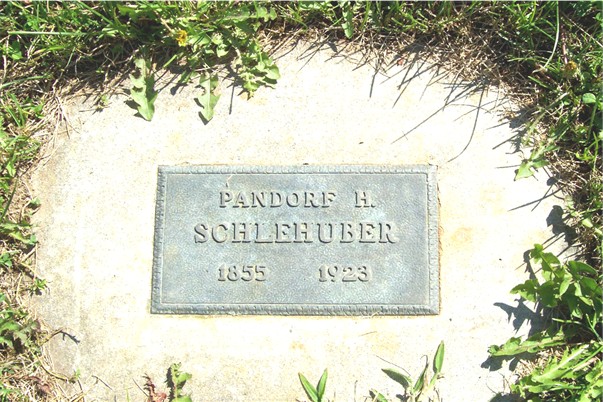 PANDORF H.
SCHLEHUBER
1855 1923